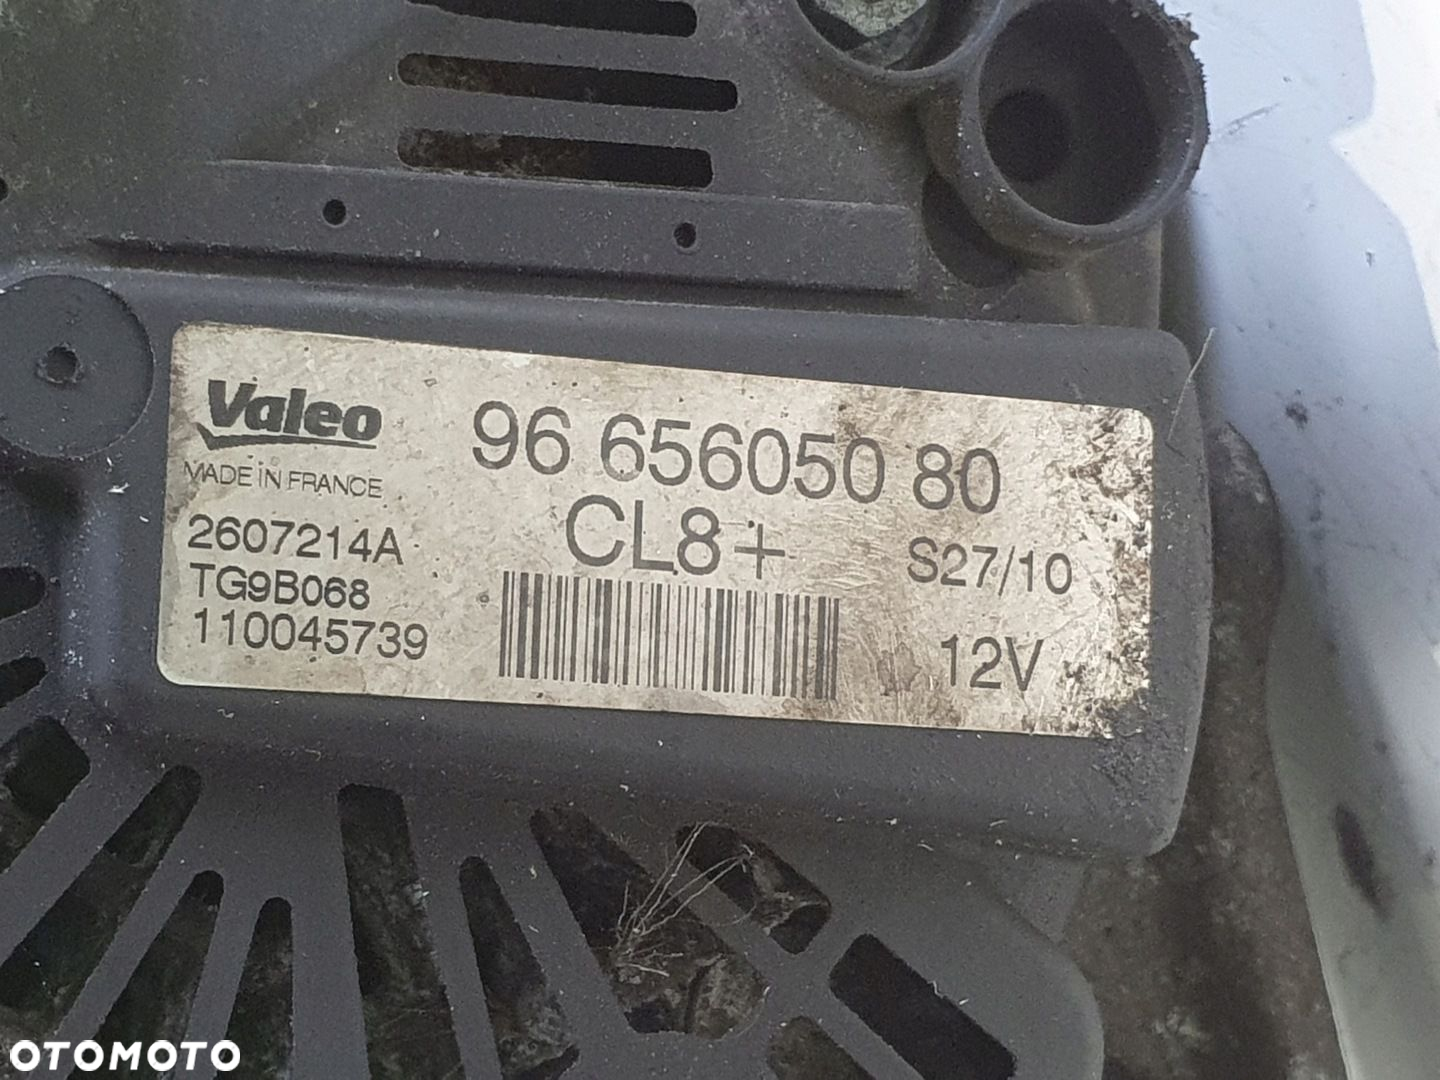 Valeo
MADE IN FRANCE
2607214A
TG9B068
110045739
96 656050 80
CL8+
S27/10
12V
OTOMOTO